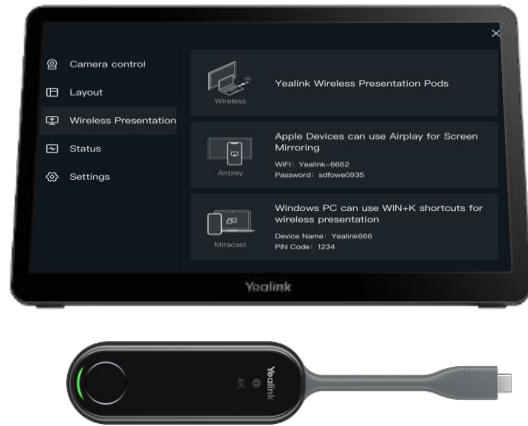 Camera control
Layout
Wireless Presentation
Status
Settings
Wireless
Yealink Wireless Presentation Pods
Airplay
Apple Devices can use Airplay for Screen
Mirroring
WiFi: Yealink-6662
Password: sdfowe0935
Miracast
Windows PC can use WIN+K shortcuts for
wireless presentation
Device Name: Yealink666
PIN Code: 1234
Yealink
Yealink
4K